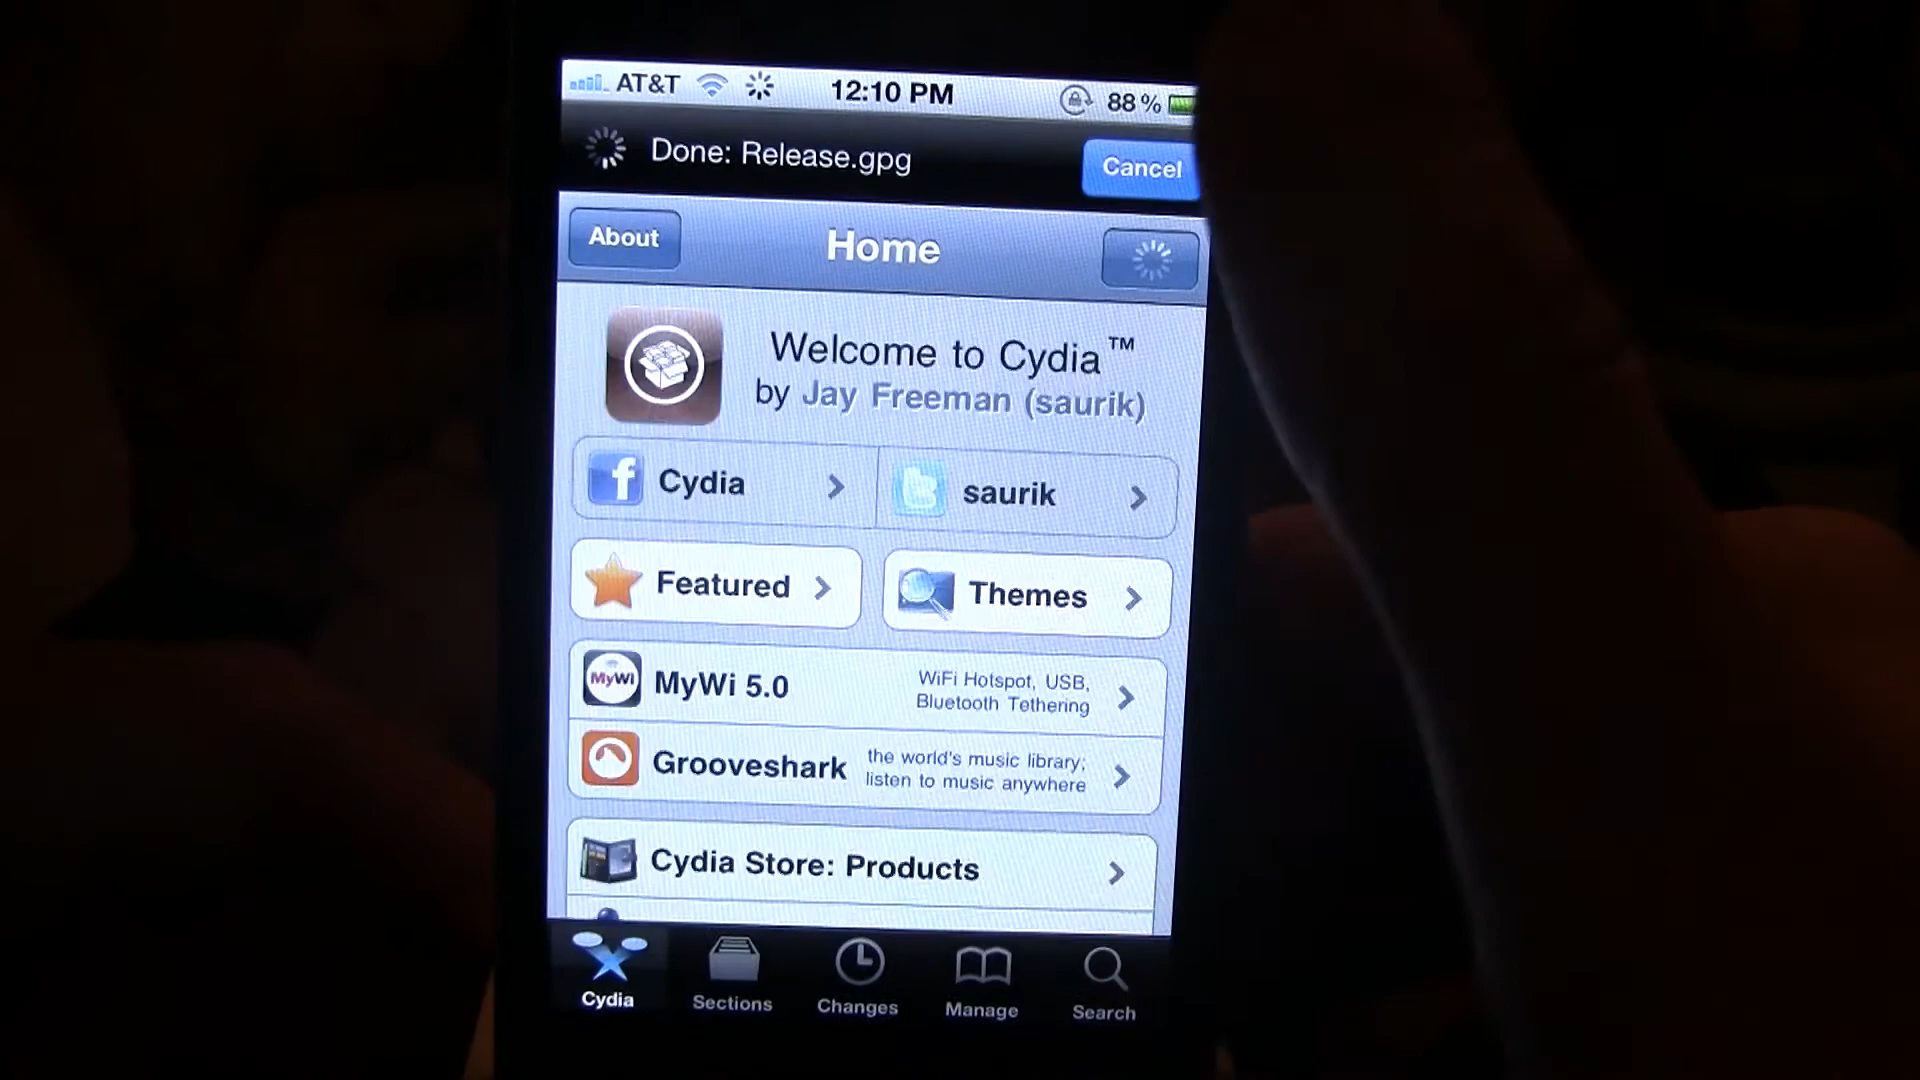 AT&T 12:10 PM 88%
Done: Release.gpg Cancel
About Home
Welcome to Cydia™
by Jay Freeman (saurik)
f Cydia saurik
Featured Themes
MyWi MyWi 5.0 WiFi Hotspot, USB,
Bluetooth Tethering
Grooveshark the world's music library;
listen to music anywhere
Cydia Store: Products
Cydia Sections Changes Manage Search